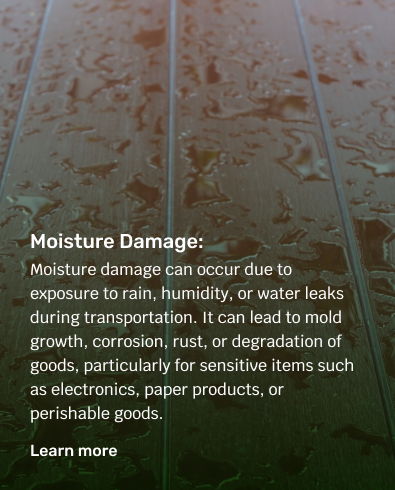 Moisture Damage:
Moisture damage can occur due to
exposure to rain, humidity, or water leaks
during transportation. It can lead to mold
growth, corrosion, rust, or degradation of
goods, particularly for sensitive items such
as electronics, paper products, or
perishable goods.
Learn more